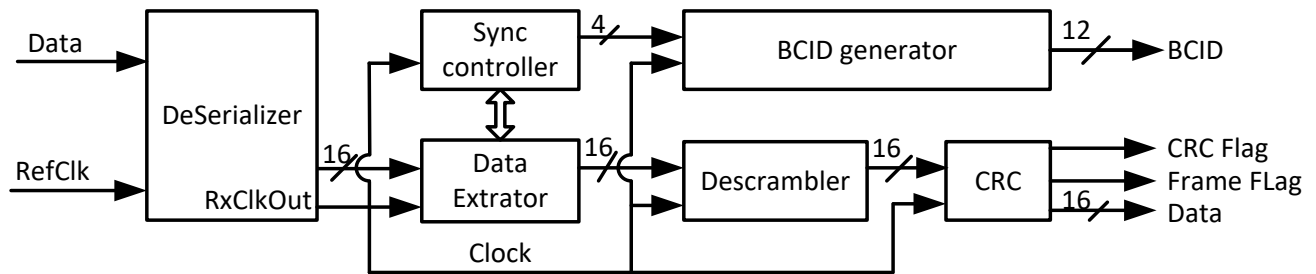 Data
RefClk
DeSerializer
RxClkOut
16
Sync
controller
4
Data
Extrator
16
BCID generator
12
BCID
Descrambler
16
CRC
CRC Flag
Frame FLag
16
Data
Clock